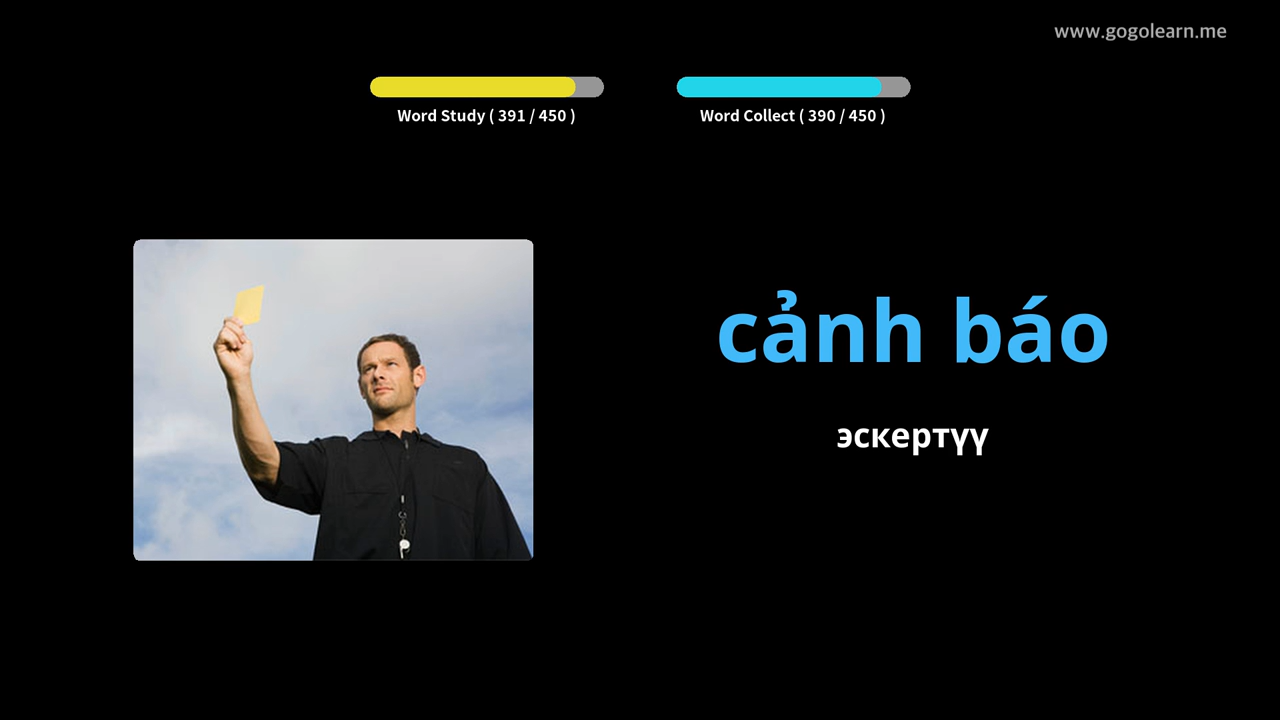 www.gogolearn.me
Word Study ( 391 / 450 )
Word Collect ( 390 / 450 )
cảnh báo
эскертүү